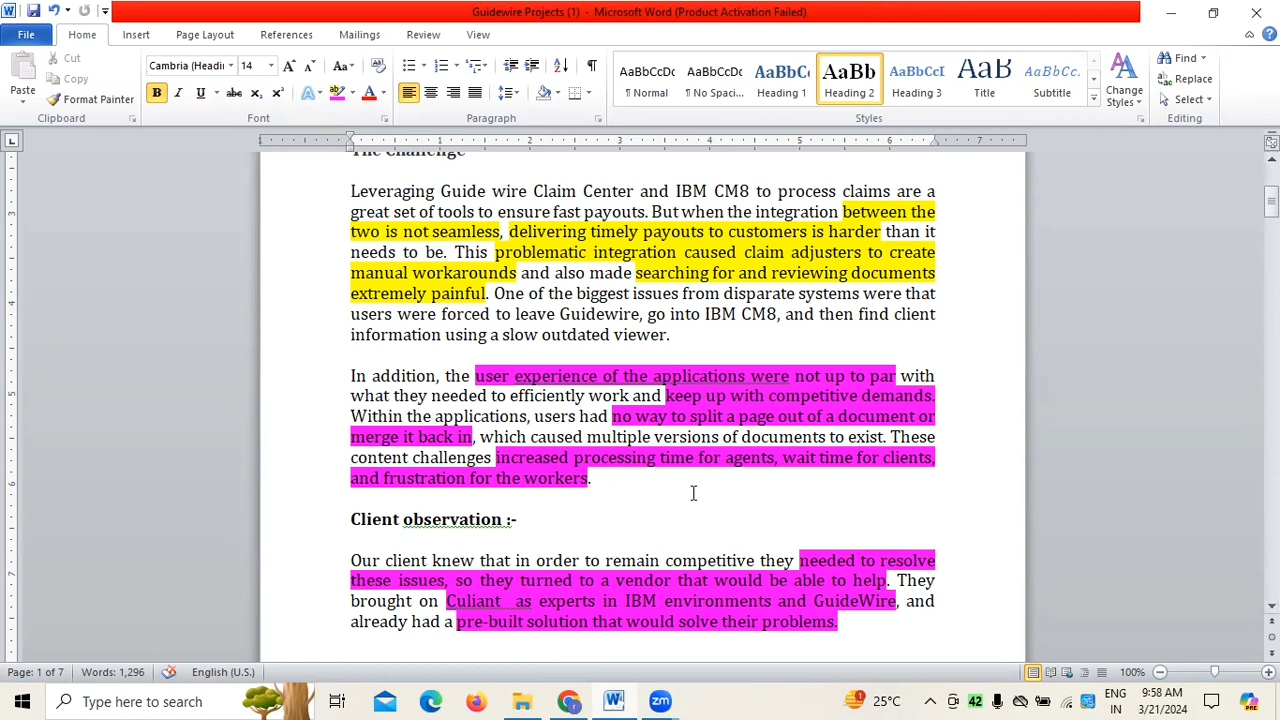 Guidewire Projects (1) - Microsoft Word (Product Activation Failed)
File Home Insert Page Layout References Mailings Review View
Paste Cut Copy Format Painter Clipboard
Cambria (Headi 14 Aa Font
Paragraph
AaBbCcDc AaBbCcDc AaBbCc AaBb AaBbCcI AaB AaBbCcDc
¶ Normal ¶ No Spaci... Heading 1 Heading 2 Heading 3 Title Subtitle
Change Styles Styles
Find Replace Select Editing
The Challenge
Leveraging Guide wire Claim Center and IBM CM8 to process claims are a
great set of tools to ensure fast payouts. But when the integration between the
two is not seamless, delivering timely payouts to customers is harder than it
needs to be. This problematic integration caused claim adjusters to create
manual workarounds and also made searching for and reviewing documents
extremely painful. One of the biggest issues from disparate systems were that
users were forced to leave Guidewire, go into IBM CM8, and then find client
information using a slow outdated viewer.
In addition, the user experience of the applications were not up to par with
what they needed to efficiently work and keep up with competitive demands.
Within the applications, users had no way to split a page out of a document or
merge it back in, which caused multiple versions of documents to exist. These
content challenges increased processing time for agents, wait time for clients,
and frustration for the workers.
Client observation :-
Our client knew that in order to remain competitive they needed to resolve
these issues, so they turned to a vendor that would be able to help. They
brought on Culiant as experts in IBM environments and GuideWire, and
already had a pre-built solution that would solve their problems.
Page: 1 of 7 Words: 1,296 English (U.S.) 100%
Type here to search 25°C 42 ENG IN 9:58 AM 3/21/2024